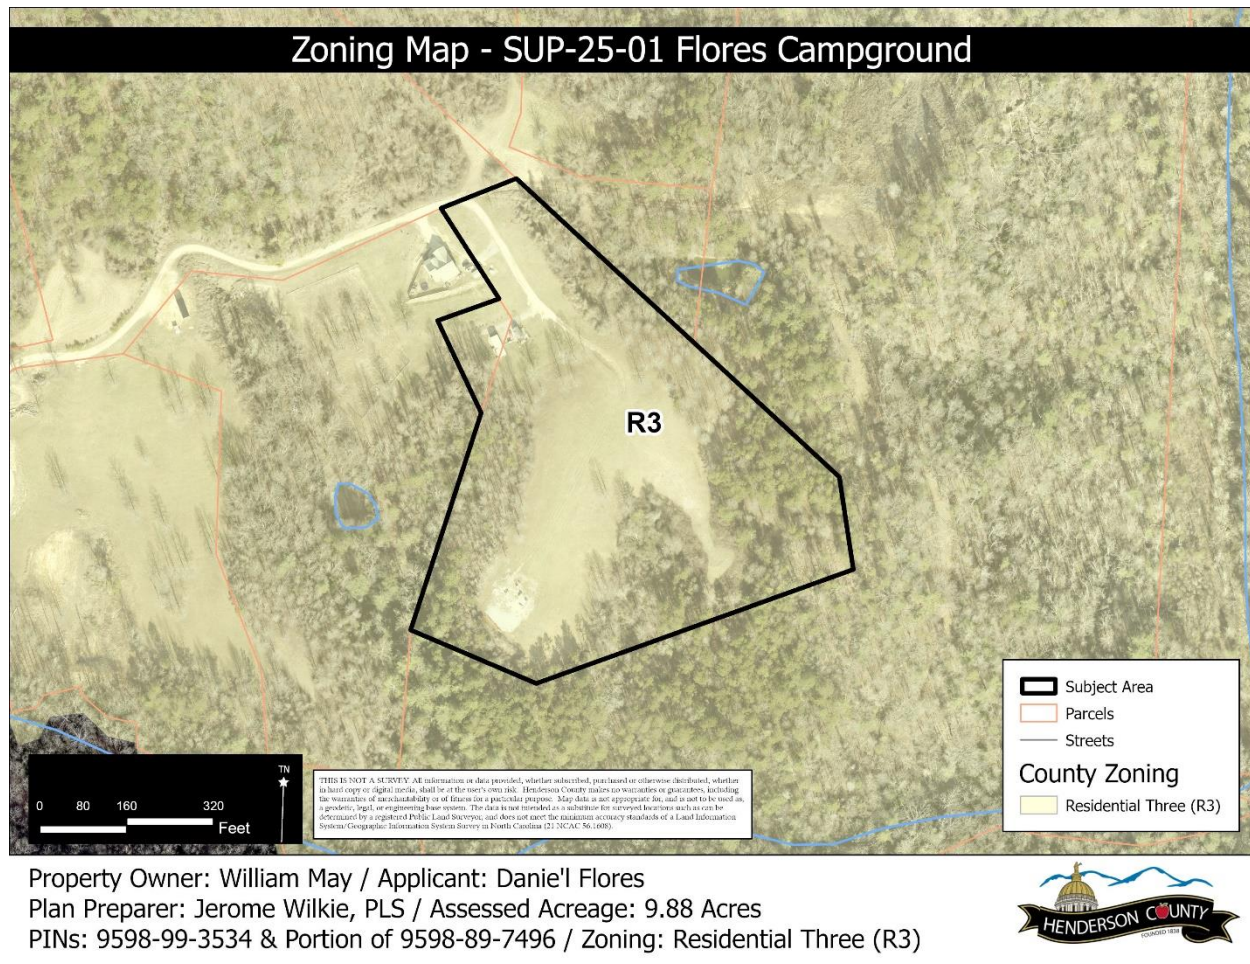 Zoning Map - SUP-25-01 Flores Campground
R3
Subject Area
Parcels
Streets
County Zoning
Residential Three (R3)
TN
0 80 160 320
Feet
THIS IS NOT A SURVEY. All information or data provided, whether subscribed, purchased or otherwise distributed, whether
in hard copy or digital media, shall be at the user's own risk. Henderson County makes no warranties or guarantees, including
the warranties of merchantability or of fitness for a particular purpose. Map data is not appropriate for, and is not to be used as,
a geodetic, legal, or engineering base system. The data is not intended as a substitute for surveyed locations such as can be
determined by a registered Public Land Surveyor, and does not meet the minimum accuracy standards of a Land Information
System/Geographic Information System Survey in North Carolina (21 NCAC 56.1608).
Property Owner: William May / Applicant: Danie'l Flores
Plan Preparer: Jerome Wilkie, PLS / Assessed Acreage: 9.88 Acres
PINs: 9598-99-3534 & Portion of 9598-89-7496 / Zoning: Residential Three (R3)
HENDERSON COUNTY
FOUNDED 1838